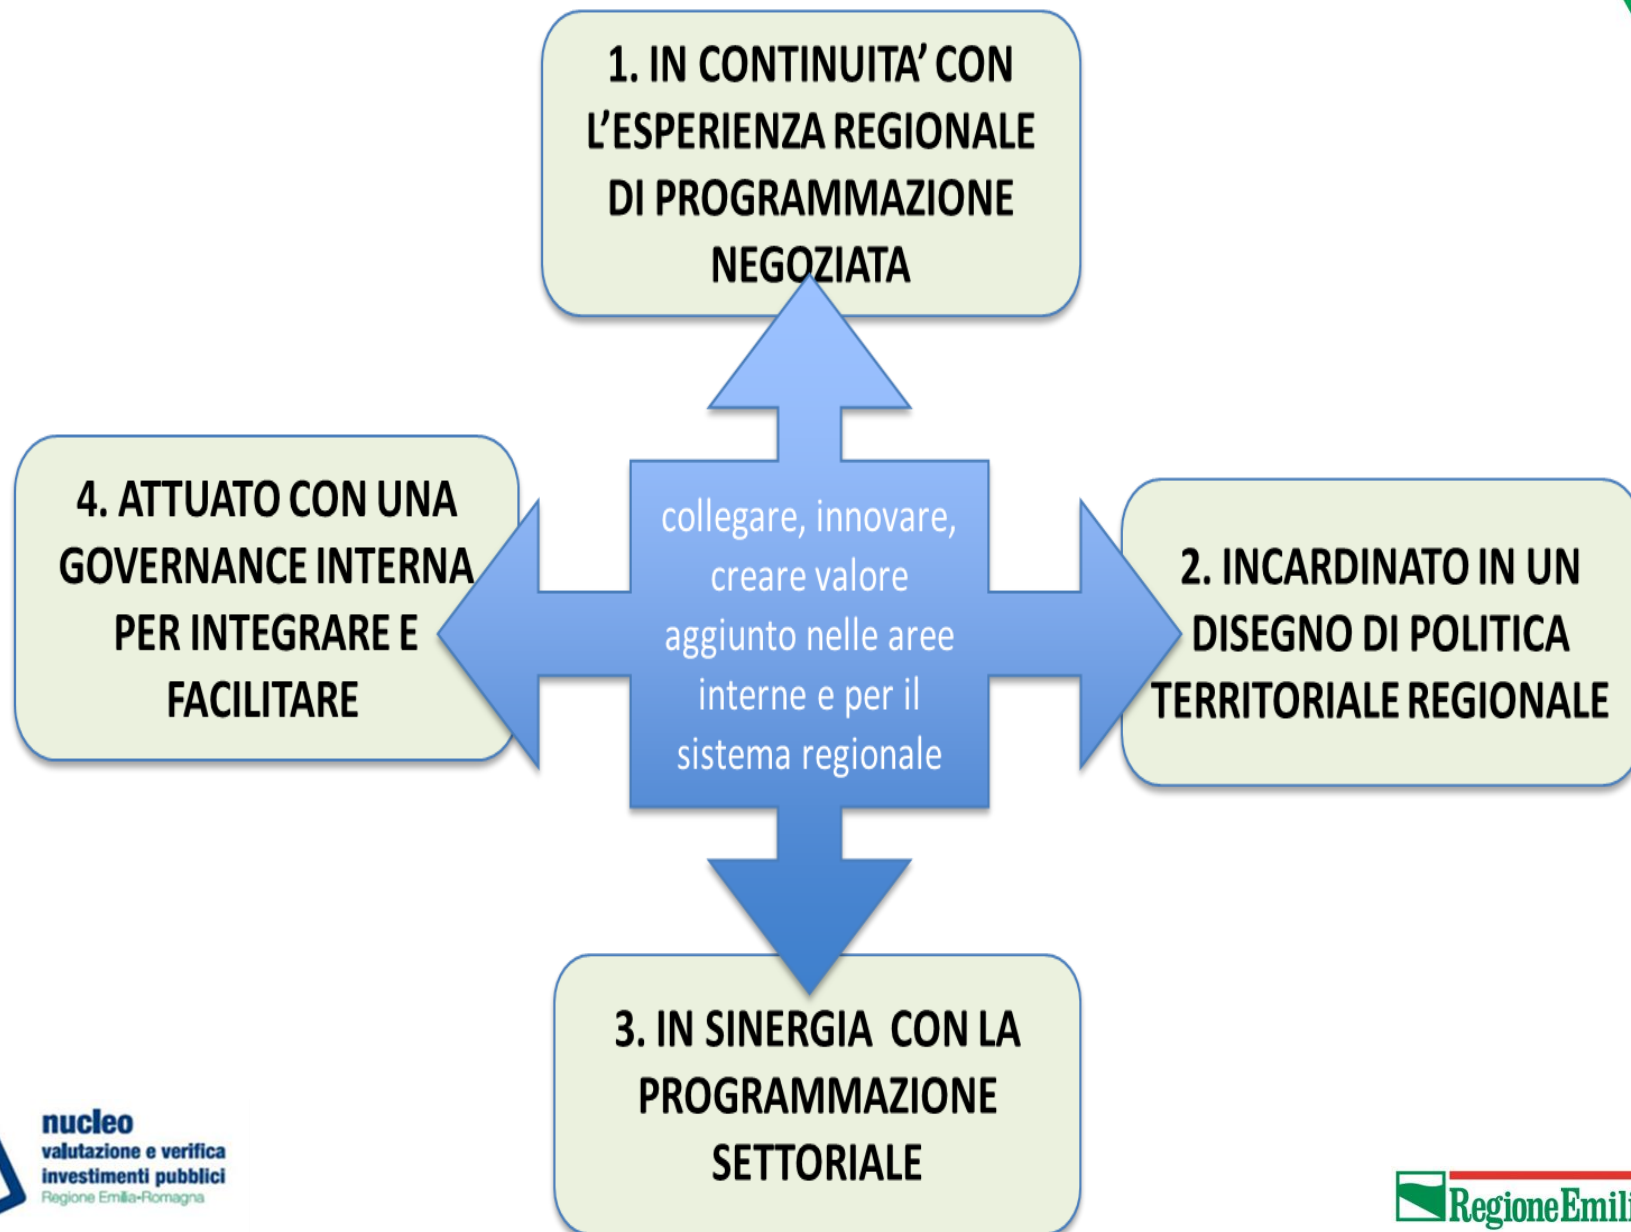 1. IN CONTINUITA’ CON
L’ESPERIENZA REGIONALE
DI PROGRAMMAZIONE
NEGOZIATA
4. ATTUATO CON UNA
GOVERNANCE INTERNA
PER INTEGRARE E
FACILITARE
collegare, innovare,
creare valore
aggiunto nelle aree
interne e per il
sistema regionale
2. INCARDINATO IN UN
DISEGNO DI POLITICA
TERRITORIALE REGIONALE
3. IN SINERGIA CON LA
PROGRAMMAZIONE
SETTORIALE
nucleo
valutazione e verifica
investimenti pubblici
Regione Emilia-Romagna
RegioneEmili